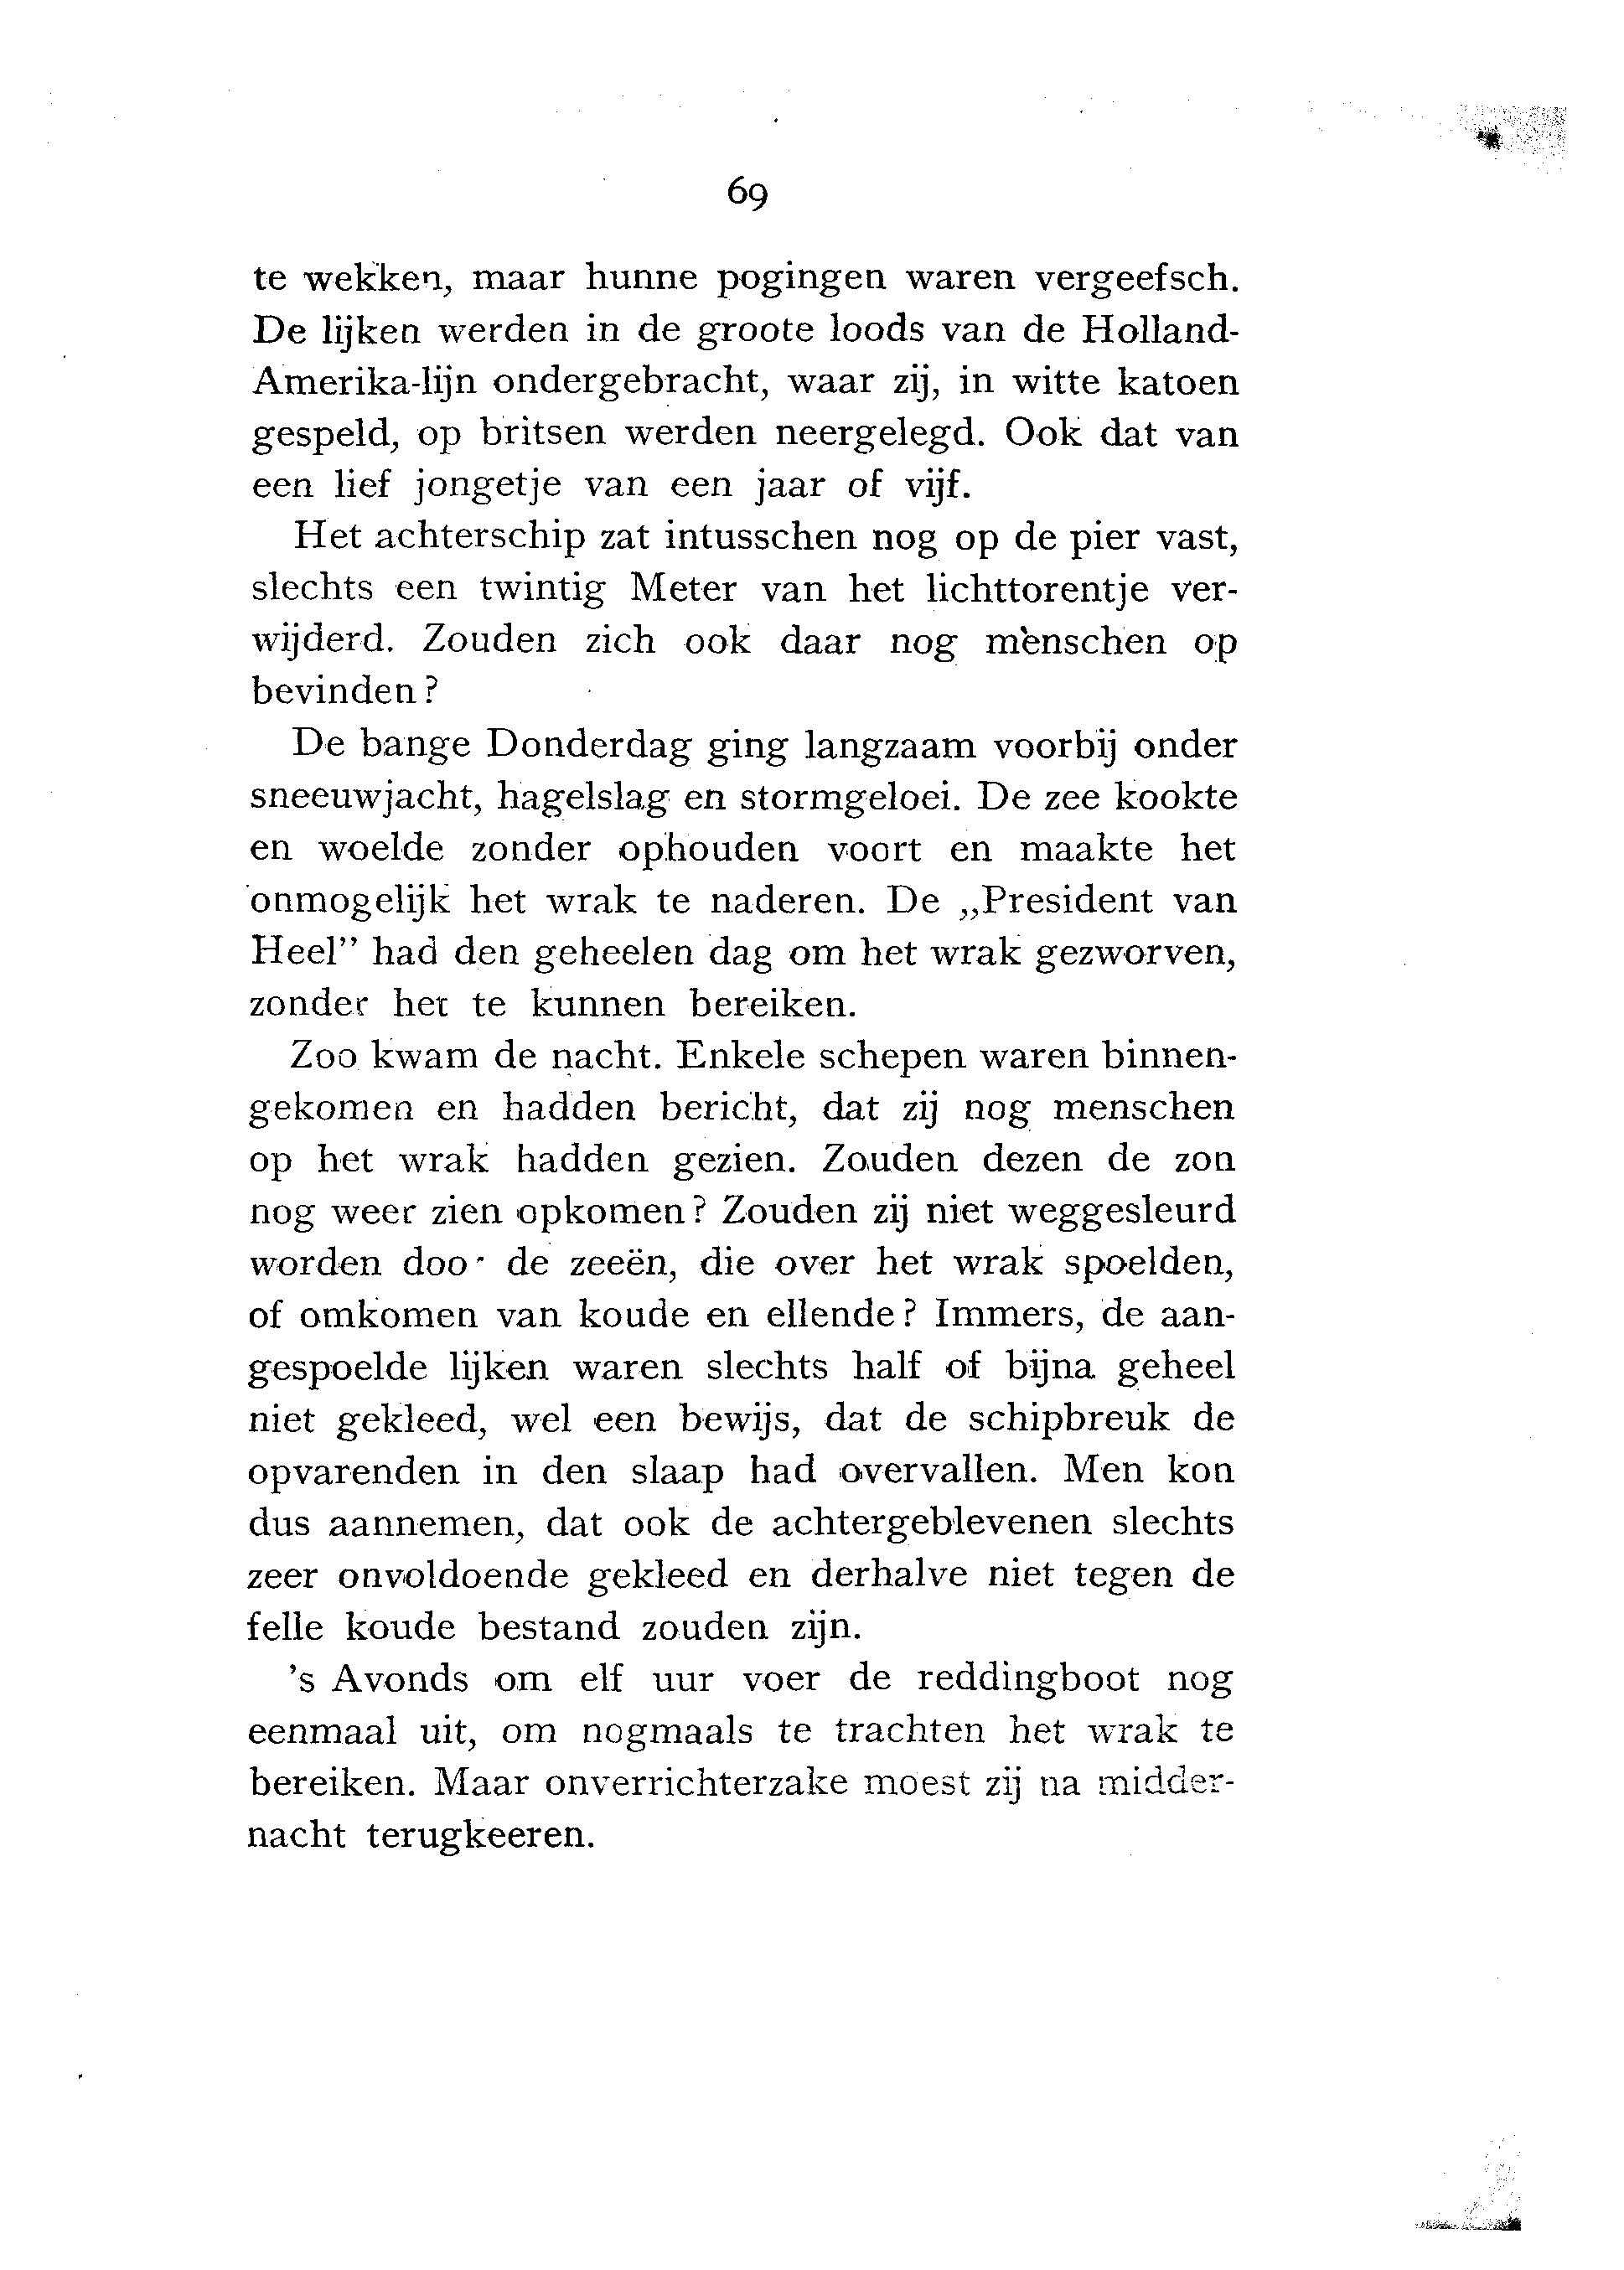 69
te wekken, maar hunne pogingen waren vergeefsch.
De lijken werden in de groote loods van de Holland-
Amerika-lijn ondergebracht, waar zij, in witte katoen
gespeld, op britsen werden neergelegd. Ook dat van
een lief jongetje van een jaar of vijf.
Het achterschip zat intusschen nog op de pier vast,
slechts een twintig Meter van het lichttorentje ver-
wijderd. Zouden zich ook daar nog menschen op
bevinden?
De bange Donderdag ging langzaam voorbij onder
sneeuwjacht, hagelslag en stormgeloei. De zee kookte
en woelde zonder ophouden voort en maakte het
onmogelijk het wrak te naderen. De „President van
Heel” had den geheelen dag om het wrak gezworven,
zonder het te kunnen bereiken.
Zoo kwam de nacht. Enkele schepen waren binnen-
gekomen en hadden bericht, dat zij nog menschen
op het wrak hadden gezien. Zouden dezen de zon
nog weer zien opkomen? Zouden zij niet weggesleurd
worden door de zeeën, die over het wrak spoelden,
of omkomen van koude en ellende? Immers, de aan-
gespoelde lijken waren slechts half of bijna geheel
niet gekleed, wel een bewijs, dat de schipbreuk de
opvarenden in den slaap had overvallen. Men kon
dus aannemen, dat ook de achtergeblevenen slechts
zeer onvoldoende gekleed en derhalve niet tegen de
felle koude bestand zouden zijn.
's Avonds om elf uur voer de reddingboot nog
eenmaal uit, om nogmaals te trachten het wrak te
bereiken. Maar onverrichterzake moest zij na midder-
nacht terugkeeren.